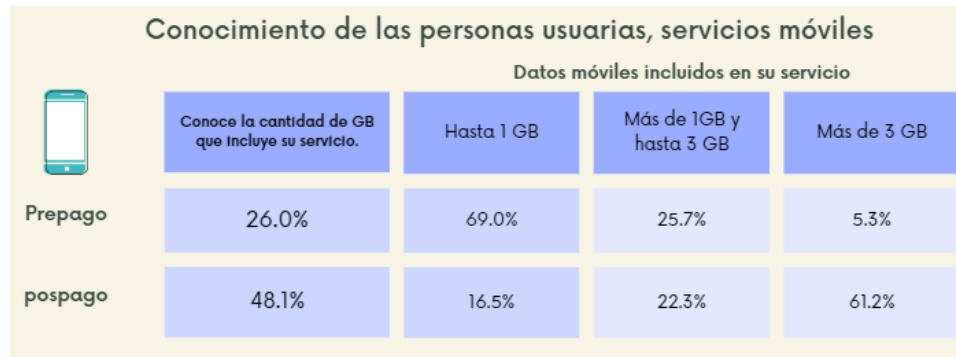 Conocimiento de las personas usuarias, servicios móviles
Datos móviles incluidos en su servicio
Conoce la cantidad de GB
que incluye su servicio.
Hasta 1 GB
Más de 1GB y
hasta 3 GB
Más de 3 GB
Prepago
26.0%
69.0%
25.7%
5.3%
pospago
48.1%
16.5%
22.3%
61.2%